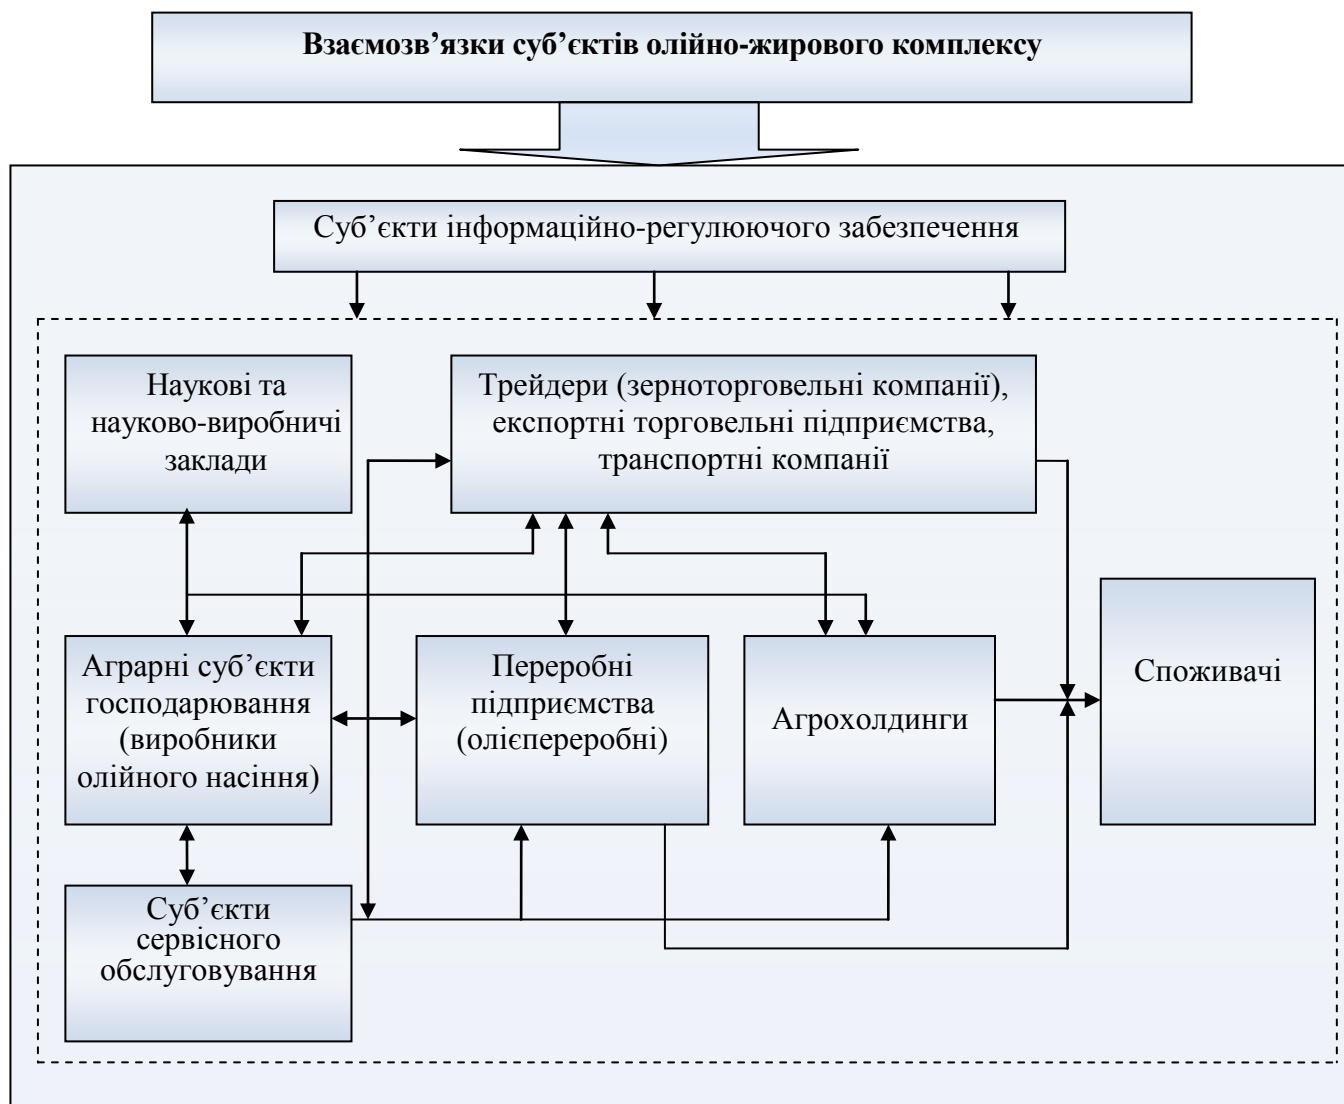 Взаємозв’язки суб’єктів олійно-жирового комплексу
Суб’єкти інформаційно-регулюючого забезпечення
Наукові та
науково-виробничі
заклади
Трейдери (зерноторговельні компанії),
експортні торговельні підприємства,
транспортні компанії
Аграрні суб’єкти
господарювання
(виробники
олійного насіння)
Переробні
підприємства
(олієпереробні)
Агрохолдинги
Споживачі
Суб’єкти
сервісного
обслуговування